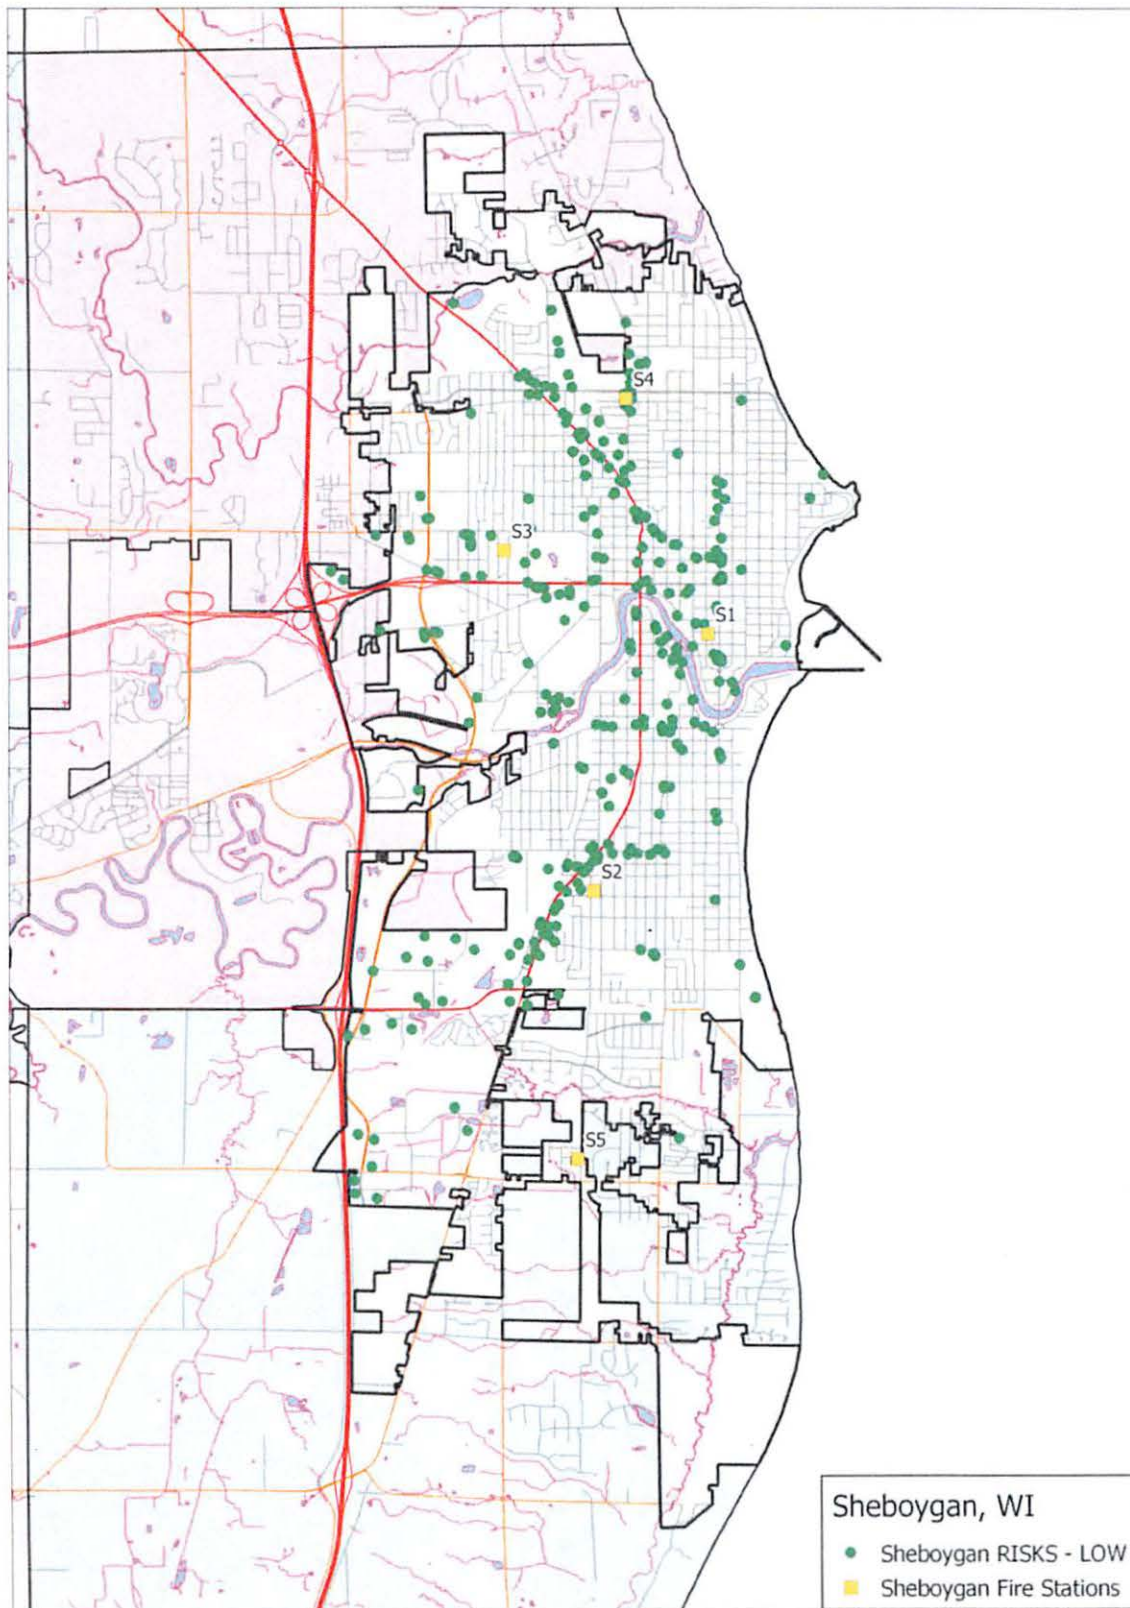 S4
S3
S1
S2
S5
Sheboygan, WI
Sheboygan RISKS - LOW
Sheboygan Fire Stations